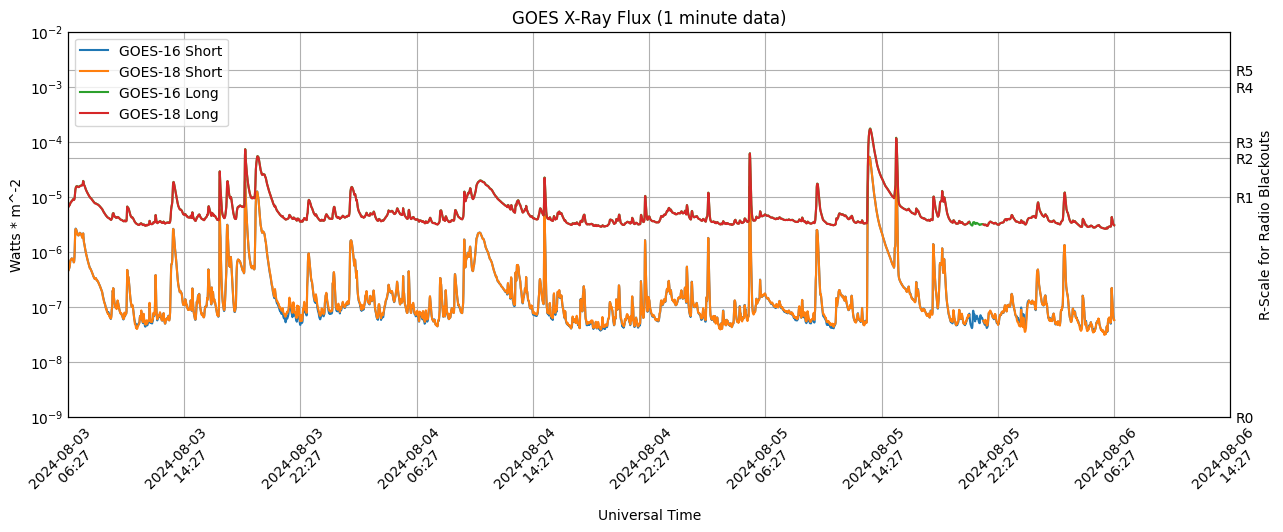 GOES X-Ray Flux (1 minute data)
GOES-16 Short
GOES-18 Short
GOES-16 Long
GOES-18 Long
10⁻²
10⁻³
10⁻⁴
10⁻⁵
10⁻⁶
10⁻⁷
10⁻⁸
10⁻⁹
Watts * m^-2
R5
R4
R3
R2
R1
R0
R-Scale for Radio Blackouts
2024-08-03
06:27
2024-08-03
14:27
2024-08-03
22:27
2024-08-04
06:27
2024-08-04
14:27
2024-08-04
22:27
2024-08-05
06:27
2024-08-05
14:27
2024-08-05
22:27
2024-08-06
06:27
2024-08-06
14:27
Universal Time